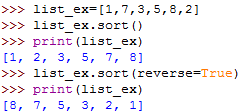 >>> list_ex=[1,7,3,5,8,2]
>>> list_ex.sort()
>>> print(list_ex)
[1, 2, 3, 5, 7, 8]
>>> list_ex.sort(reverse=True)
>>> print(list_ex)
[8, 7, 5, 3, 2, 1]